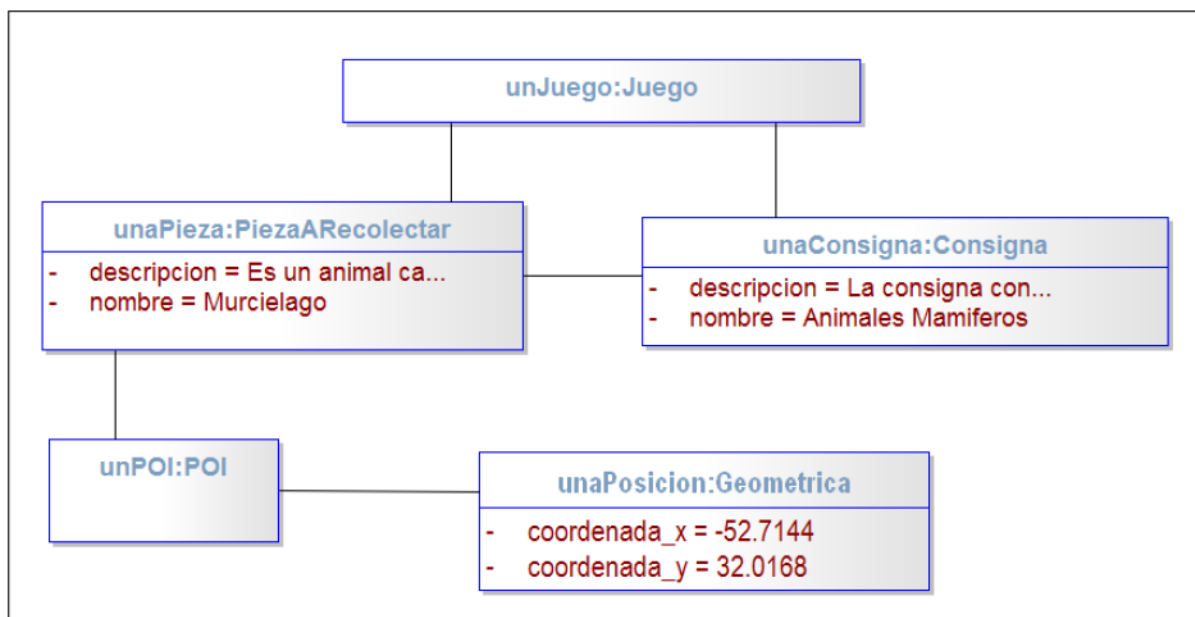 unJuego:Juego
unaPieza:PiezaARecolectar
- descripcion = Es un animal ca...
- nombre = Murcielago
unaConsigna:Consigna
- descripcion = La consigna con...
- nombre = Animales Mamiferos
unPOI:POI
unaPosicion:Geometrica
- coordenada_x = -52.7144
- coordenada_y = 32.0168